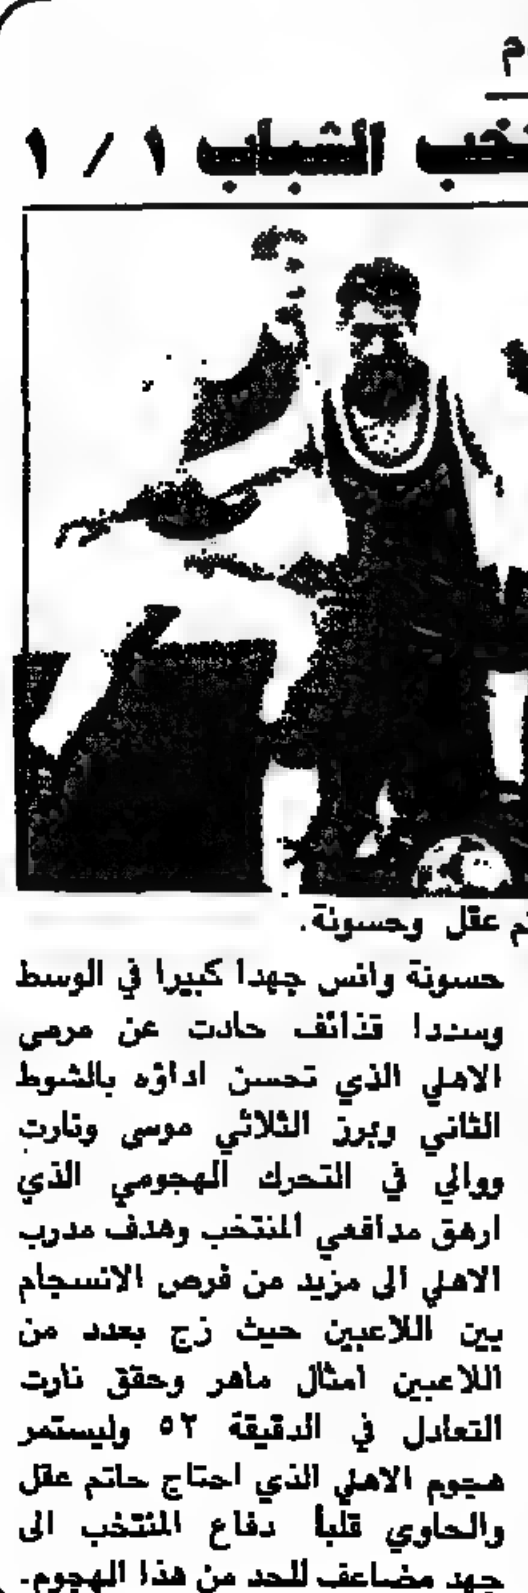 الشباب ١ / ١
عقل وحسونة.
حسونة وانس جهدا كبيرا في الوسط
وسددا قذائف حادت عن مرمى
الاهلي الذي تحسن اداؤه بالشوط
الثاني وبرز الثلاثي موسى ونارت
ووالي في التحرك الهجومي الذي
ارهق مدافعي المنتخب وهدف مدرب
الاهلي الى مزيد من فرص الانسجام
بين اللاعبين حيث زج بعدد من
اللاعبين امثال ماهر وحقق نارت
التعادل في الدقيقة ٥٢ وليستمر
هجوم الاهلي الذي احتاج حاتم عقل
والحاوي قلبا دفاع المنتخب الى
جهد مضاعف للحد من هذا الهجوم.